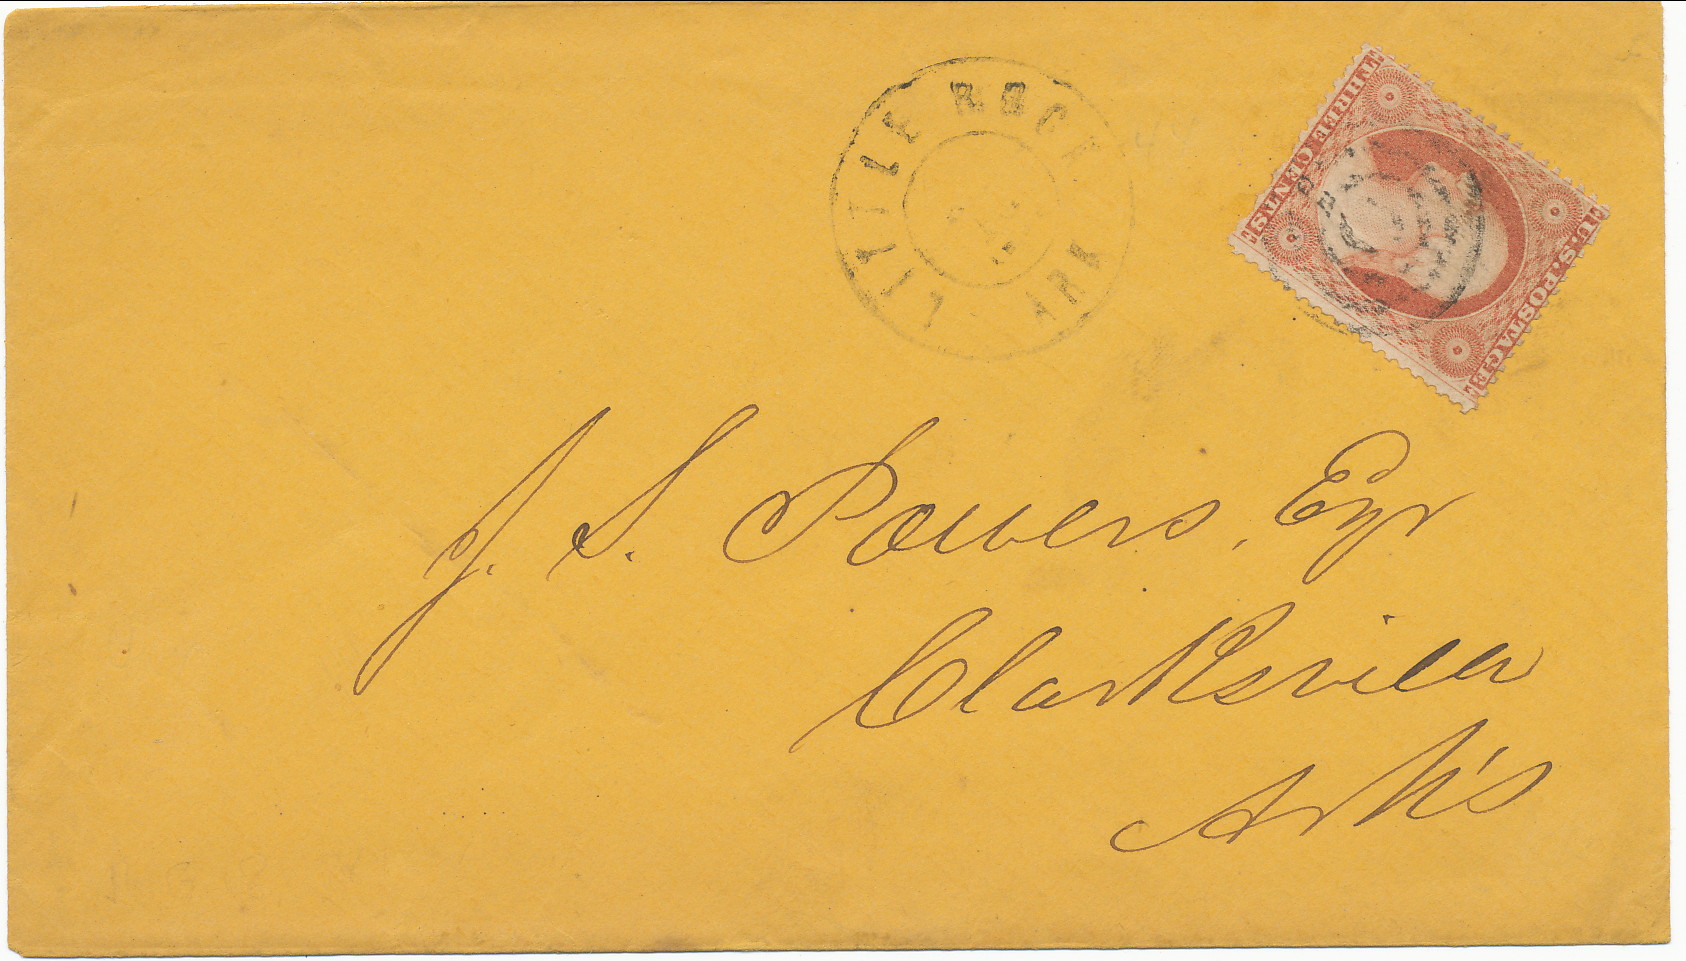 LITTLE ROCK
ARK
U.S. POSTAGE
THREE CENTS
J. S. Powers, Esqr
Clarksville
Ark's